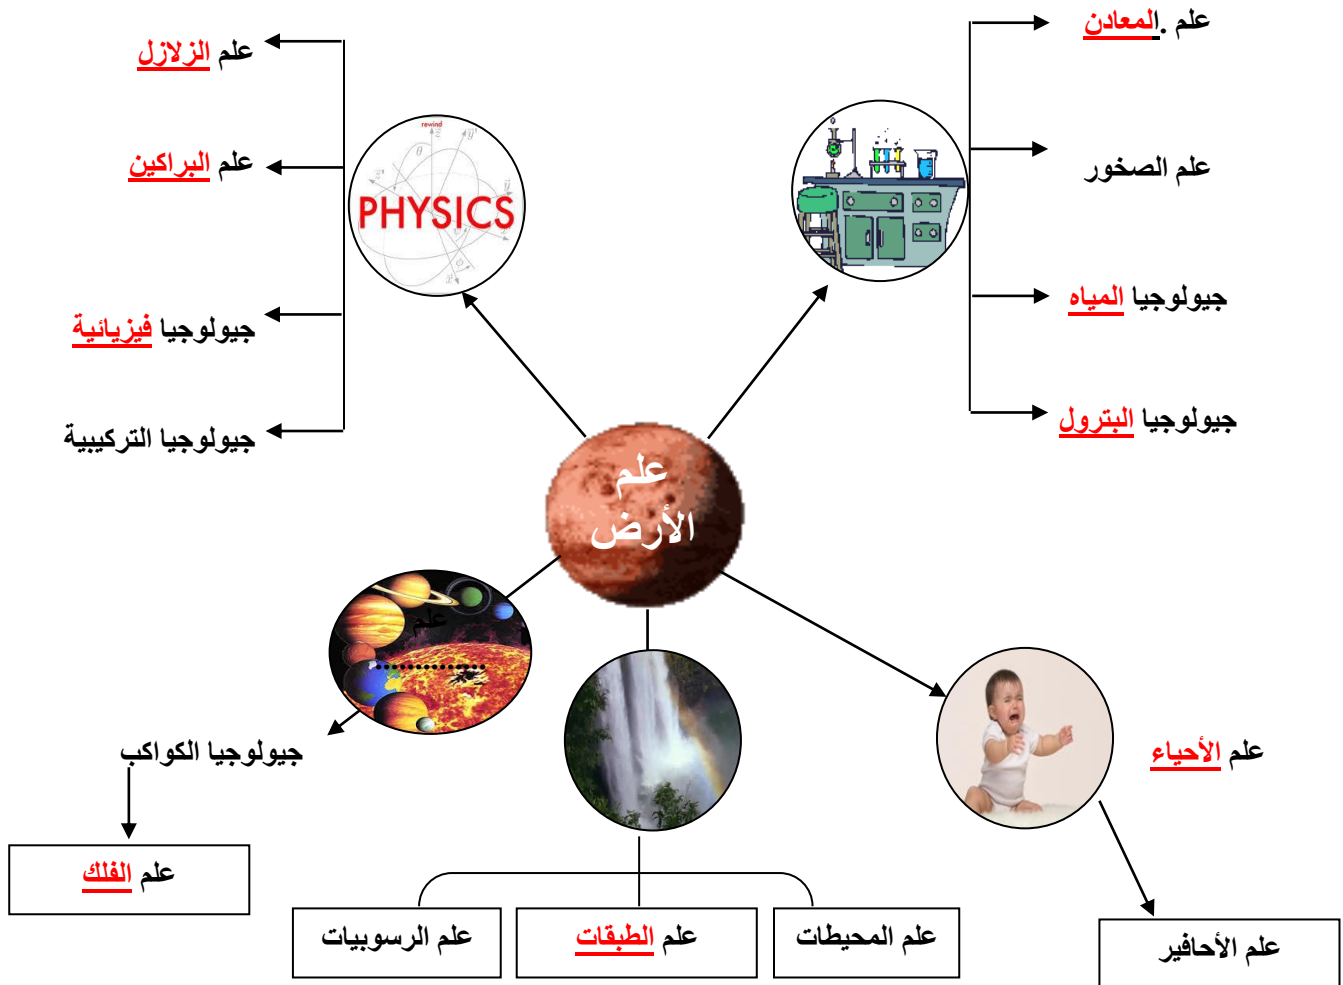 علم .المعادن
علم الصخور
جيولوجيا المياه
جيولوجيا البترول
علم الزلازل
علم البراكين
جيولوجيا فيزيائية
جيولوجيا التركيبية
rewind
PHYSICS
علم
الأرض
علم
..............
جيولوجيا الكواكب
علم الفلك
علم الأحياء
علم الأحافير
علم المحيطات
علم الطبقات
علم الرسوبيات